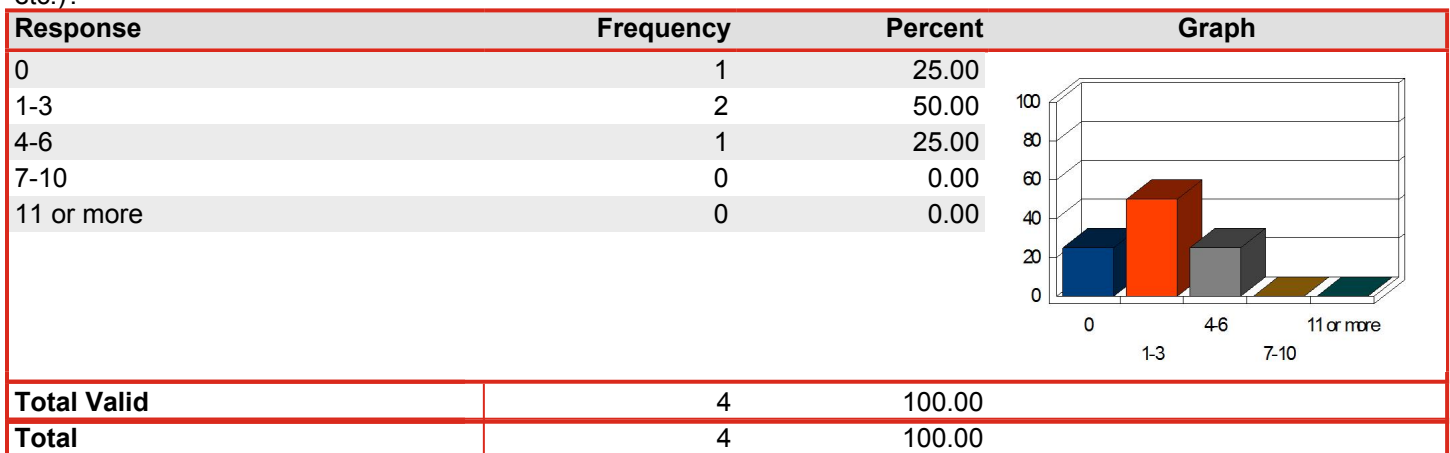 etc.)?
Response Frequency Percent Graph
0 1 25.00
1-3 2 50.00
4-6 1 25.00
7-10 0 0.00
11 or more 0 0.00
100
80
60
40
20
0
0 4-6 11 or more
1-3 7-10
Total Valid 4 100.00
Total 4 100.00